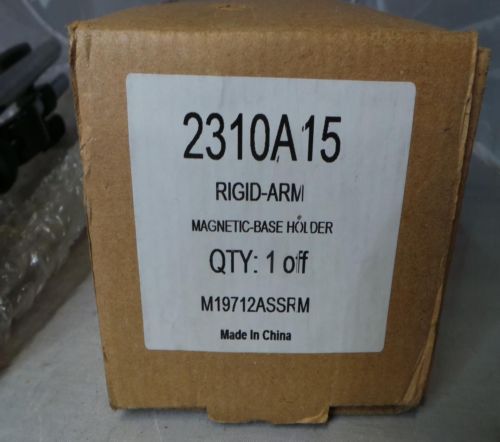 2310A15
RIGID-ARM
MAGNETIC-BASE HOLDER
QTY: 1 off
M19712ASSRM
Made In China